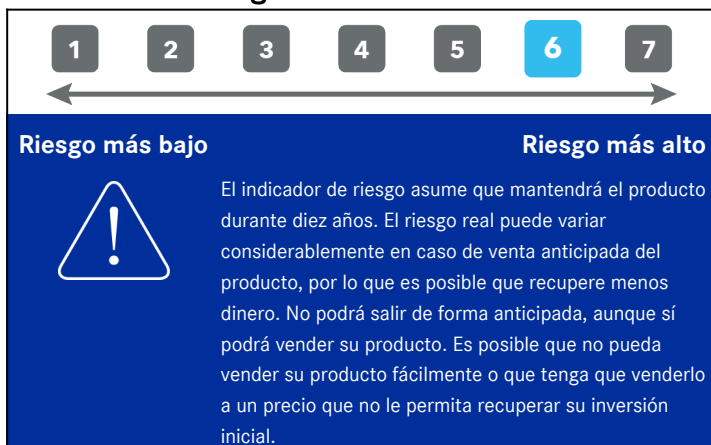 1 2 3 4 5 6 7
Riesgo más bajo Riesgo más alto
El indicador de riesgo asume que mantendrá el producto
durante diez años. El riesgo real puede variar
considerablemente en caso de venta anticipada del
producto, por lo que es posible que recupere menos
dinero. No podrá salir de forma anticipada, aunque sí
podrá vender su producto. Es posible que no pueda
vender su producto fácilmente o que tenga que venderlo
a un precio que no le permita recuperar su inversión
inicial.